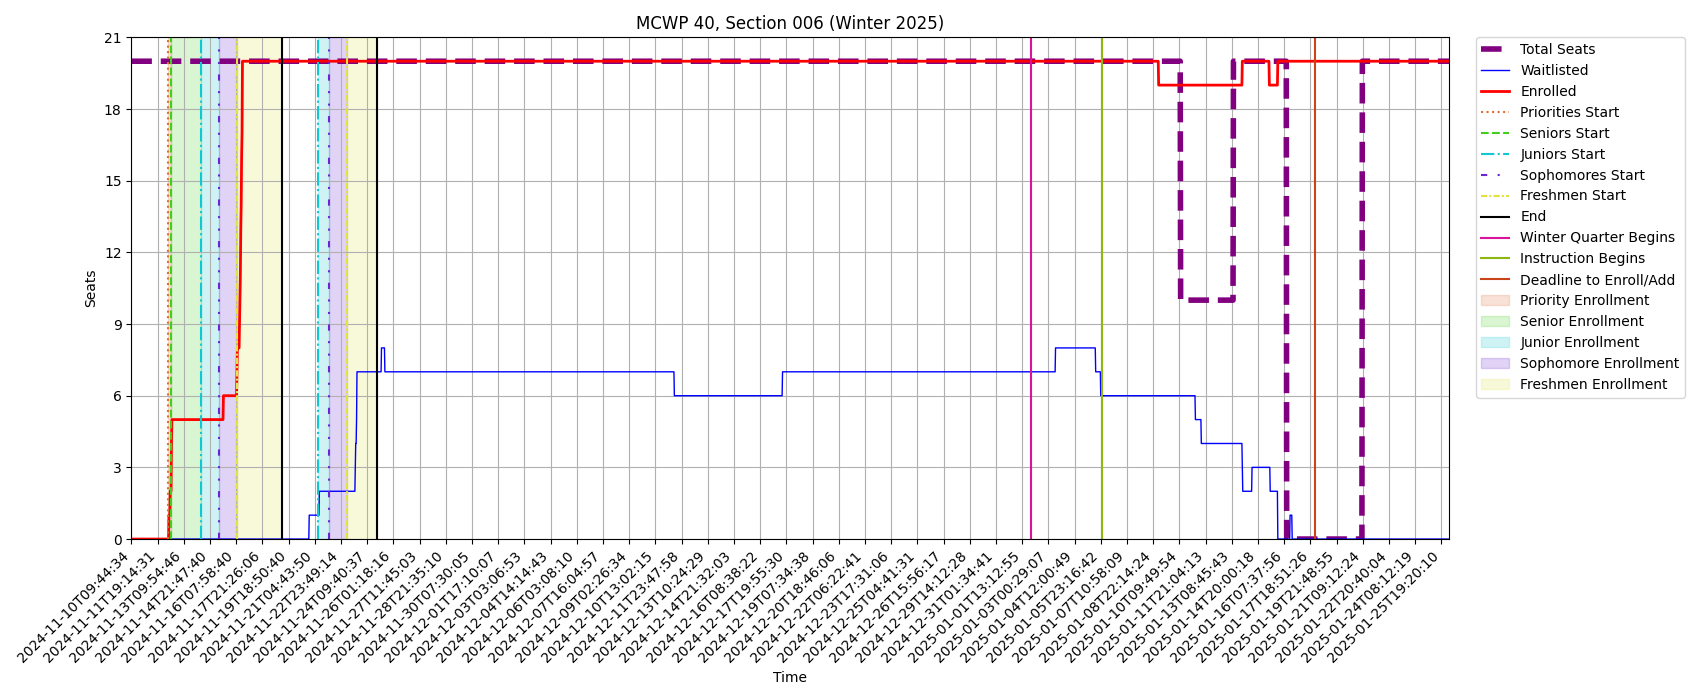 MCWP 40, Section 006 (Winter 2025)
21
18
15
12
9
6
3
0
Seats
2024-11-10T09:44:34
2024-11-11T19:14:31
2024-11-13T09:54:46
2024-11-14T21:47:40
2024-11-16T07:58:40
2024-11-17T21:26:00
2024-11-19T18:50:40
2024-11-21T04:43:50
2024-11-22T23:49:14
2024-11-24T09:40:37
2024-11-26T01:18:16
2024-11-27T11:45:03
2024-11-28T21:35:10
2024-11-30T07:30:05
2024-12-01T17:10:07
2024-12-03T03:06:53
2024-12-04T14:14:43
2024-12-06T03:08:10
2024-12-07T16:04:57
2024-12-09T02:26:34
2024-12-10T13:02:15
2024-12-11T23:47:58
2024-12-13T10:24:29
2024-12-14T21:32:03
2024-12-16T08:38:22
2024-12-17T19:55:30
2024-12-19T07:34:38
2024-12-20T18:46:06
2024-12-22T06:22:41
2024-12-23T17:31:06
2024-12-25T04:41:31
2024-12-26T15:56:17
2024-12-29T14:12:28
2024-12-31T01:34:41
2025-01-01T13:12:55
2025-01-03T00:29:07
2025-01-04T12:00:49
2025-01-05T23:16:42
2025-01-07T10:58:09
2025-01-08T22:14:24
2025-01-10T09:49:54
2025-01-11T21:04:13
2025-01-13T08:45:43
2025-01-14T20:00:18
2025-01-16T07:37:56
2025-01-17T18:51:26
2025-01-19T21:48:55
2025-01-21T09:12:24
2025-01-22T20:40:04
2025-01-24T08:12:19
2025-01-25T19:20:10
Time
Total Seats
Waitlisted
Enrolled
Priorities Start
Seniors Start
Juniors Start
Sophomores Start
Freshmen Start
End
Winter Quarter Begins
Instruction Begins
Deadline to Enroll/Add
Priority Enrollment
Senior Enrollment
Junior Enrollment
Sophomore Enrollment
Freshmen Enrollment